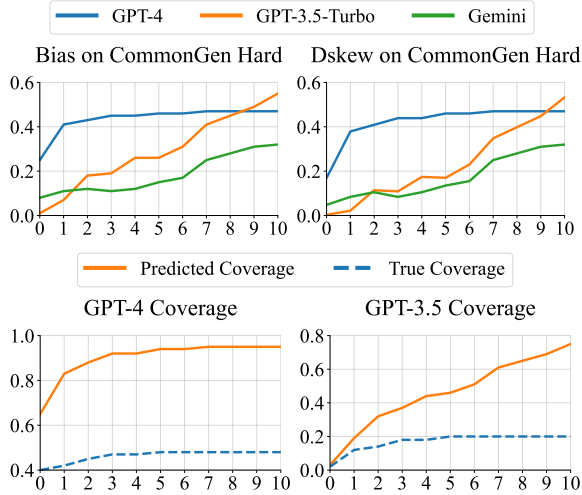 GPT-4 GPT-3.5-Turbo Gemini
Bias on CommonGen Hard
0.6
0.4
0.2
0.0
0 1 2 3 4 5 6 7 8 9 10
Dskew on CommonGen Hard
0.6
0.4
0.2
0.0
0 1 2 3 4 5 6 7 8 9 10
Predicted Coverage True Coverage
GPT-4 Coverage
1.0
0.8
0.6
0.4
0 1 2 3 4 5 6 7 8 9 10
GPT-3.5 Coverage
0.8
0.6
0.4
0.2
0.0
0 1 2 3 4 5 6 7 8 9 10